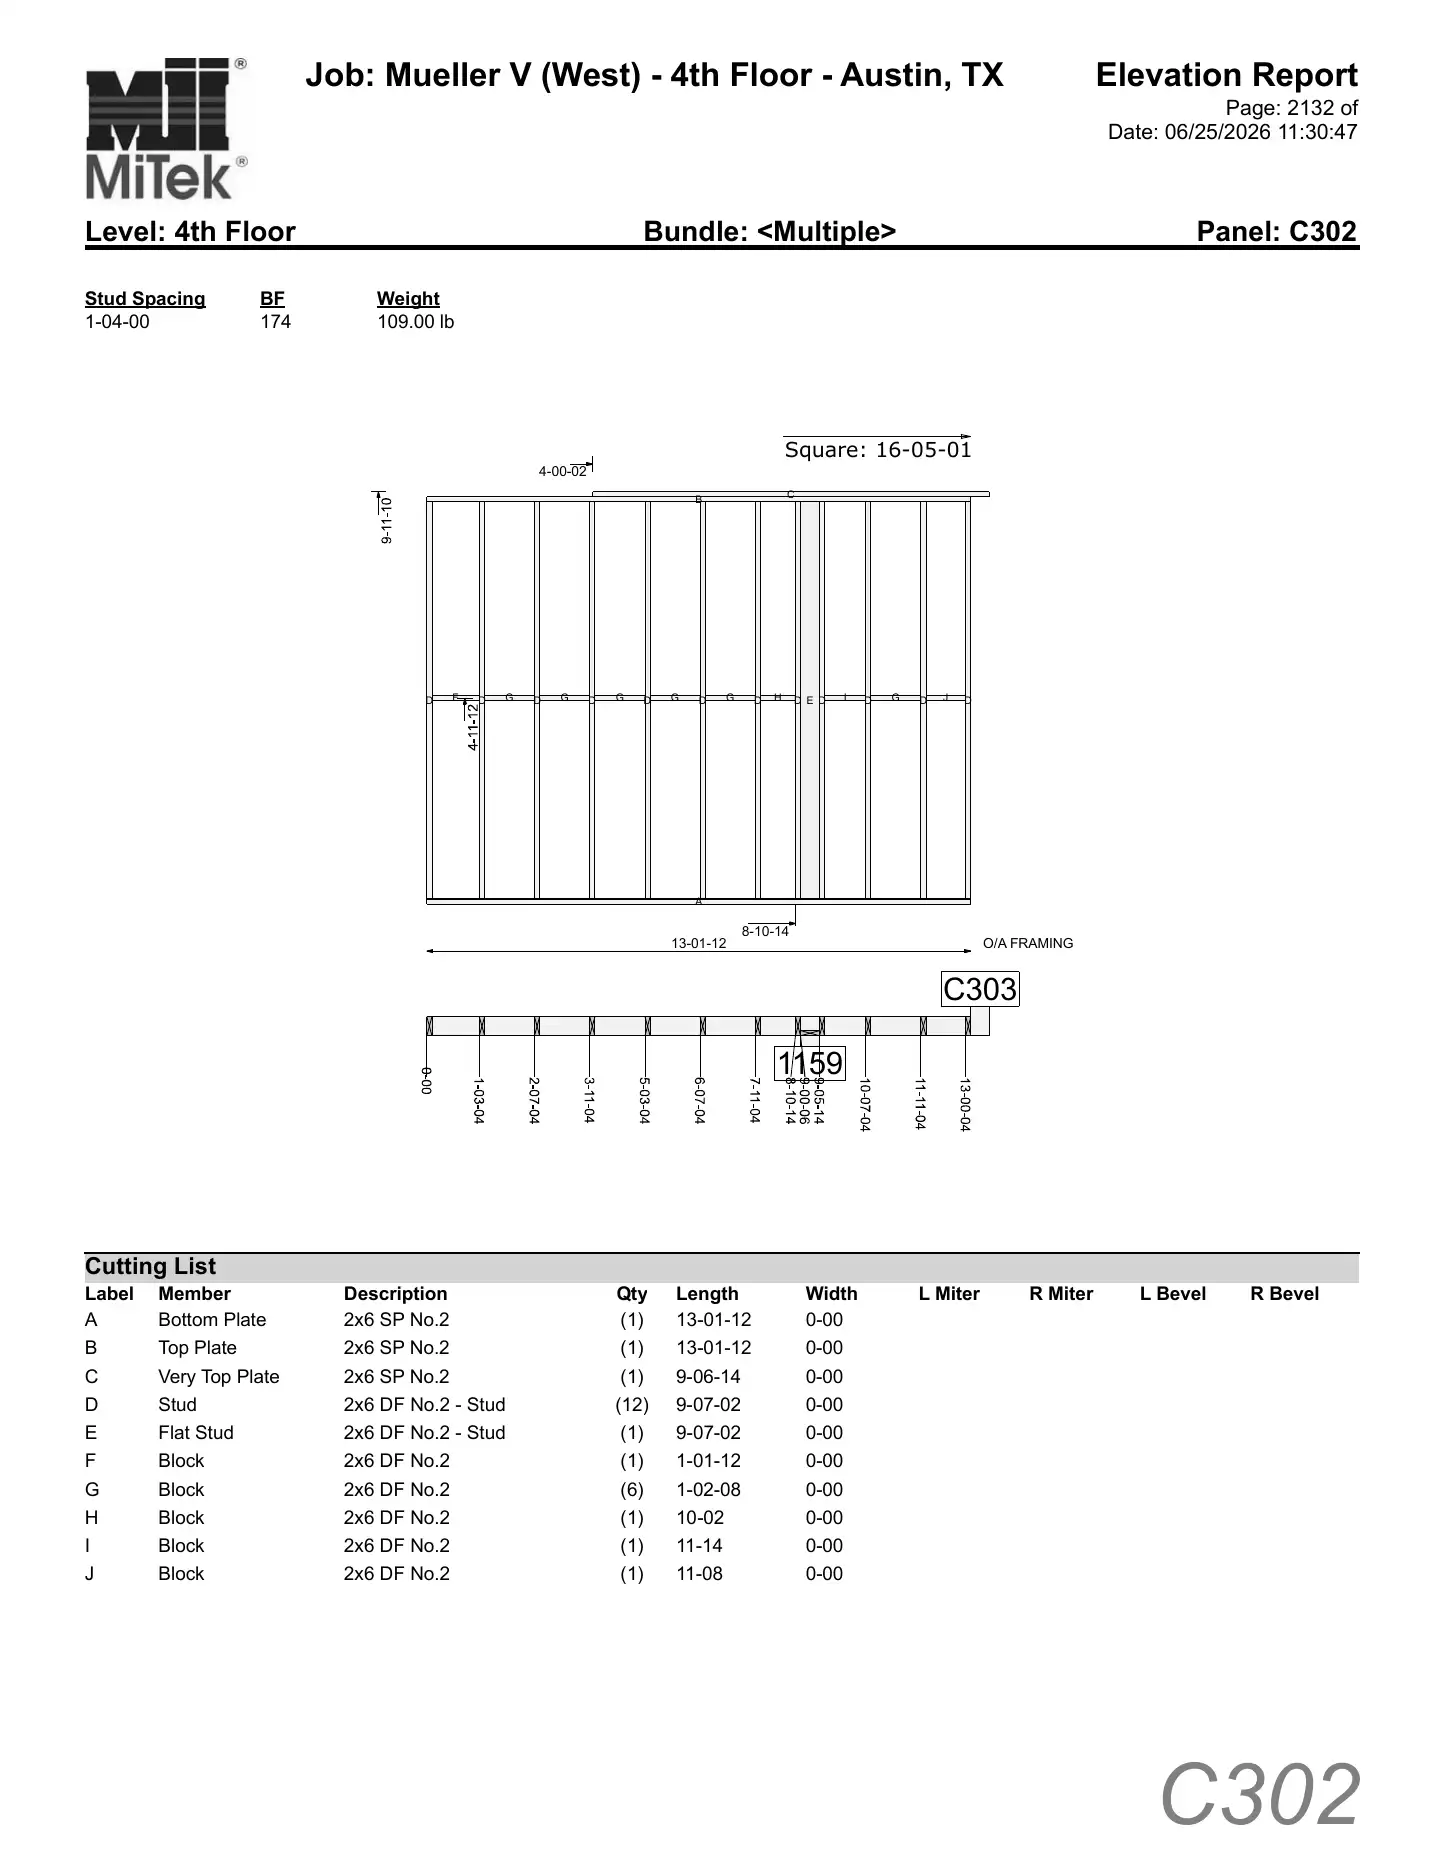 Job: Mueller V (West) - 4th Floor - Austin, TX
Elevation Report
Page: 2132 of
Date: 06/25/2026 11:30:47
MiTek®
Level: 4th Floor Bundle: <Multiple> Panel: C302
Stud Spacing BF Weight
1-04-00 174 109.00 lb
Square: 16-05-01
4-00-02
9-11-10
C
B
D F D G D G D G D G D G D H D E D I D G D J D
4-11-12
A
8-10-14
13-01-12 O/A FRAMING
C303
1159
0-00 1-03-04 2-07-04 3-11-04 5-03-04 6-07-04 7-11-04 8-10-14 9-00-06 9-05-14 10-07-04 11-11-04 13-00-04
Cutting List
Label Member Description Qty Length Width L Miter R Miter L Bevel R Bevel
A Bottom Plate 2x6 SP No.2 (1) 13-01-12 0-00
B Top Plate 2x6 SP No.2 (1) 13-01-12 0-00
C Very Top Plate 2x6 SP No.2 (1) 9-06-14 0-00
D Stud 2x6 DF No.2 - Stud (12) 9-07-02 0-00
E Flat Stud 2x6 DF No.2 - Stud (1) 9-07-02 0-00
F Block 2x6 DF No.2 (1) 1-01-12 0-00
G Block 2x6 DF No.2 (6) 1-02-08 0-00
H Block 2x6 DF No.2 (1) 10-02 0-00
I Block 2x6 DF No.2 (1) 11-14 0-00
J Block 2x6 DF No.2 (1) 11-08 0-00
C302